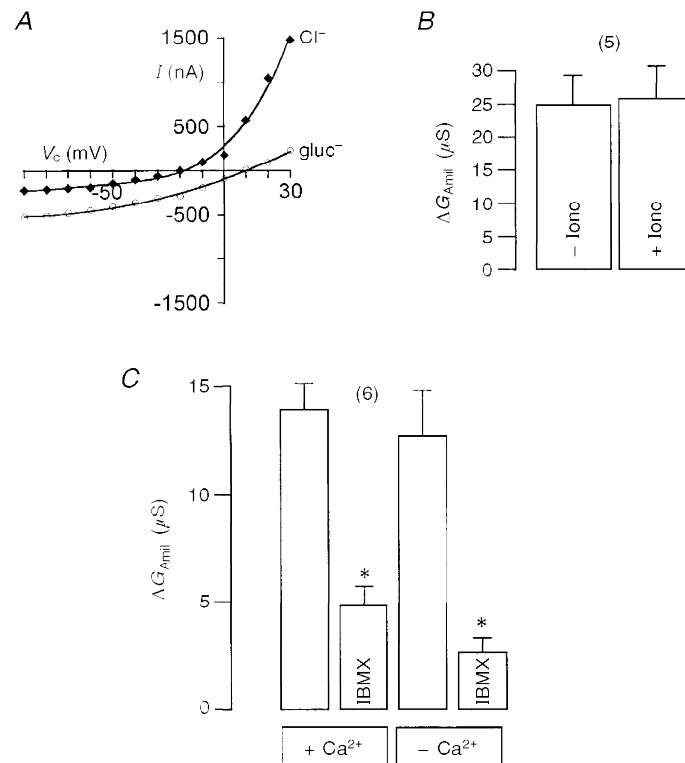 A
1500
I (nA)
Cl⁻
500
Vc (mV)
gluc⁻
-50
30
-500
-1500
B
(5)
30
25
20
15
10
5
0
ΔG_Amil (μS)
− Iono
+ Iono
C
(6)
15
10
5
0
ΔG_Amil (μS)
*
*
IBMX
IBMX
+ Ca²⁺
− Ca²⁺